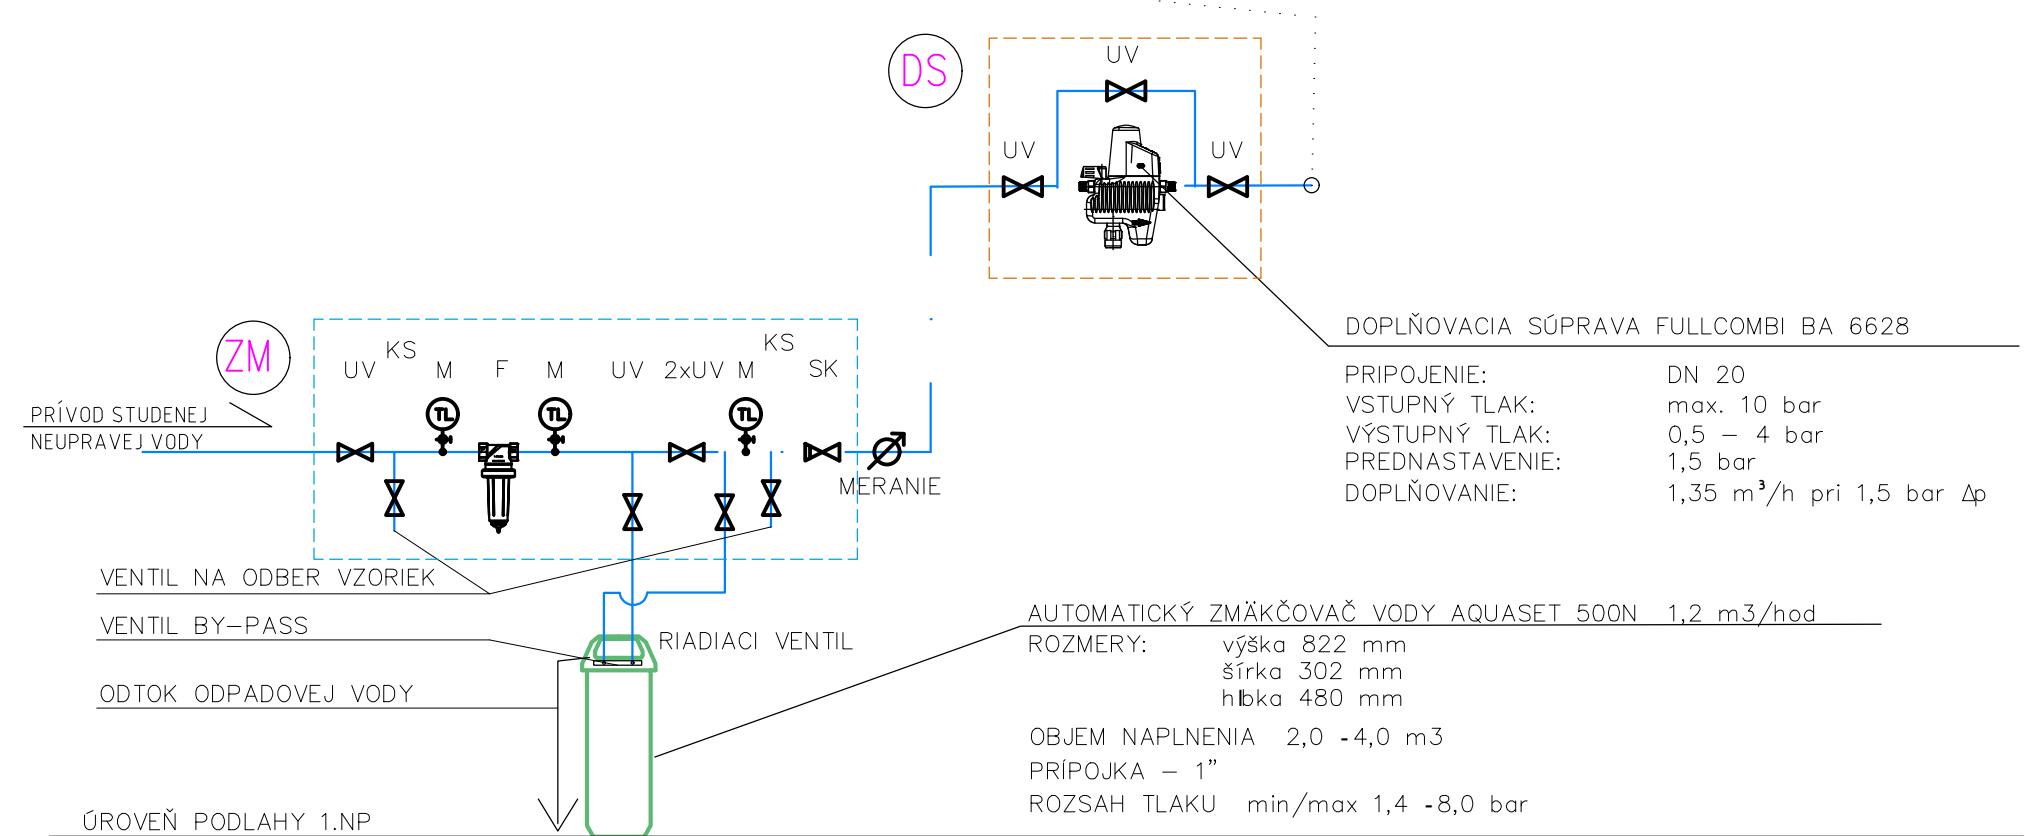 UV
DS
UV
UV
DOPLŇOVACIA SÚPRAVA FULLCOMBI BA 6628
PRIPOJENIE: DN 20
VSTUPNÝ TLAK: max. 10 bar
VÝSTUPNÝ TLAK: 0,5 – 4 bar
PREDNASTAVENIE: 1,5 bar
DOPLŇOVANIE: 1,35 m³/h pri 1,5 bar Δp
ZM
KS
KS
UV M F M UV 2xUV M SK
TL TL TL
PRÍVOD STUDENEJ
NEUPRAVEJ VODY
MERANIE
VENTIL NA ODBER VZORIEK
VENTIL BY–PASS
RIADIACI VENTIL
ODTOK ODPADOVEJ VODY
ÚROVEŇ PODLAHY 1.NP
AUTOMATICKÝ ZMÄKČOVAČ VODY AQUASET 500N 1,2 m3/hod
ROZMERY: výška 822 mm
šírka 302 mm
hĺbka 480 mm
OBJEM NAPLNENIA 2,0 -4,0 m3
PRÍPOJKA – 1”
ROZSAH TLAKU min/max 1,4 -8,0 bar